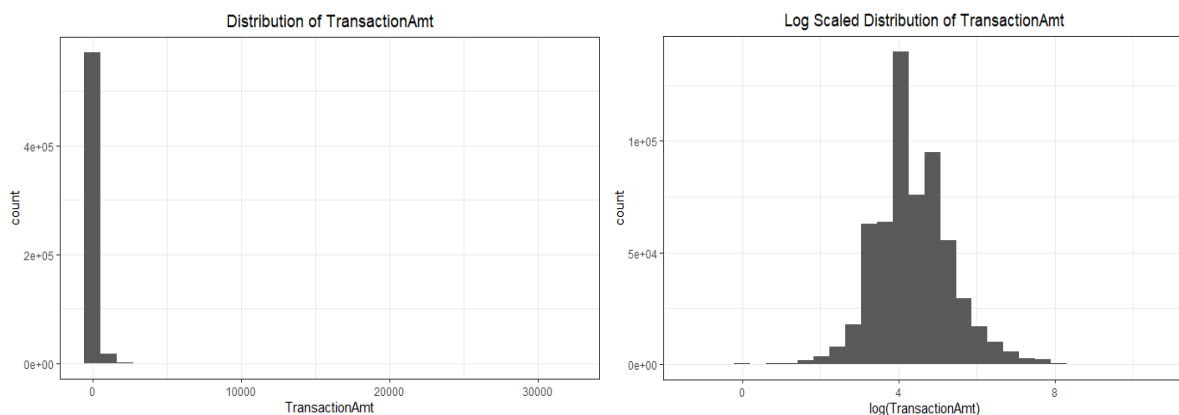 Distribution of TransactionAmt
4e+05
2e+05
0e+00
count
0
10000
20000
30000
TransactionAmt
Log Scaled Distribution of TransactionAmt
1e+05
5e+04
0e+00
count
0
4
8
log(TransactionAmt)